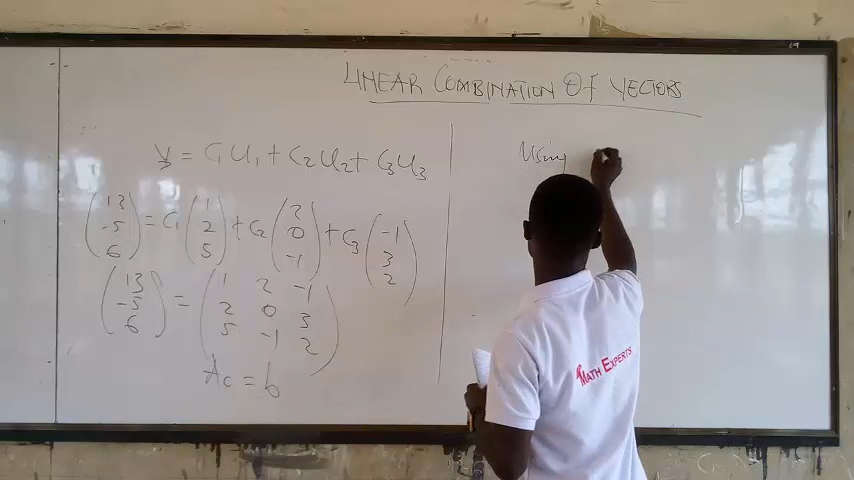 LINEAR COMBINATION OF VECTORS
v = C1U1 + C2U2 + C3U3
(13 -5 6) = C1 (1 2 5) + C2 (2 0 -1) + C3 (-1 3 2)
(13 -5 6) = (1 2 -1
2 0 3
5 -1 2)
Ac = b
Using
MATH EXPERTS